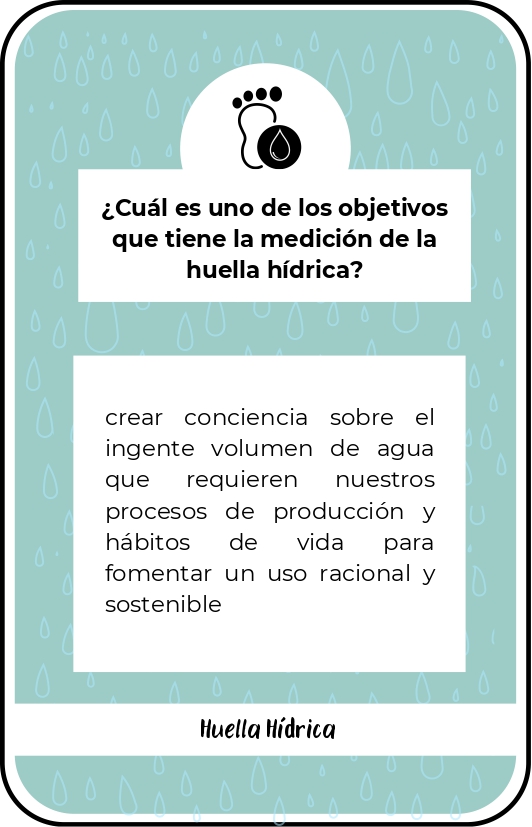 ¿Cuál es uno de los objetivos
que tiene la medición de la
huella hídrica?
crear conciencia sobre el
ingente volumen de agua
que requieren nuestros
procesos de producción y
hábitos de vida para
fomentar un uso racional y
sostenible
Huella Hídrica